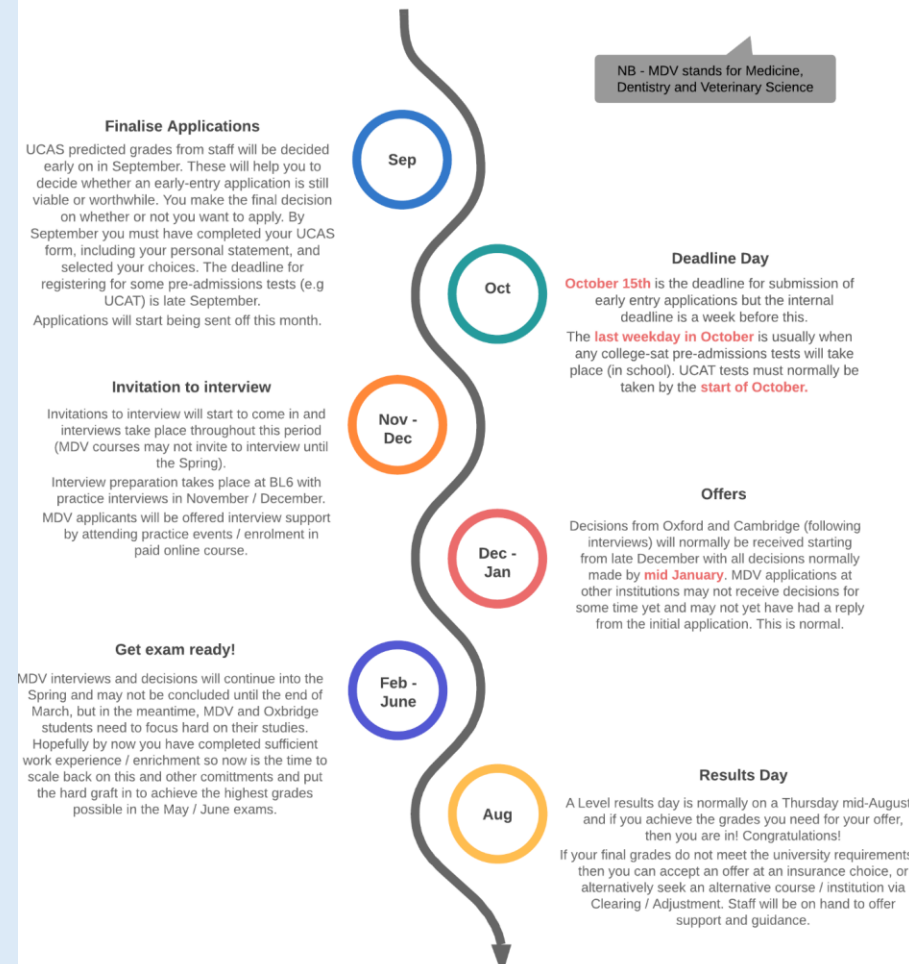 NB - MDV stands for Medicine,
Dentistry and Veterinary Science
Finalise Applications
UCAS predicted grades from staff will be decided
early on in September. These will help you to
decide whether an early-entry application is still
viable or worthwhile. You make the final decision
on whether or not you want to apply. By
September you must have completed your UCAS
form, including your personal statement, and
selected your choices. The deadline for
registering for some pre-admissions tests (e.g
UCAT) is late September.
Applications will start being sent off this month.
Sep
Oct
Deadline Day
October 15th is the deadline for submission of
early entry applications but the internal
deadline is a week before this.
The last weekday in October is usually when
any college-sat pre-admissions tests will take
place (in school). UCAT tests must normally be
taken by the start of October.
Invitation to interview
Invitations to interview will start to come in and
interviews take place throughout this period
(MDV courses may not invite to interview until
the Spring).
Interview preparation takes place at BL6 with
practice interviews in November / December.
MDV applicants will be offered interview support
by attending practice events / enrolment in
paid online course.
Nov -
Dec
Dec -
Jan
Offers
Decisions from Oxford and Cambridge (following
interviews) will normally be received starting
from late December with all decisions normally
made by mid January. MDV applications at
other institutions may not receive decisions for
some time yet and may not yet have had a reply
from the initial application. This is normal.
Get exam ready!
MDV interviews and decisions will continue into the
Spring and may not be concluded until the end of
March, but in the meantime, MDV and Oxbridge
students need to focus hard on their studies.
Hopefully by now you have completed sufficient
work experience / enrichment so now is the time to
scale back on this and other comittments and put
the hard graft in to achieve the highest grades
possible in the May / June exams.
Feb -
June
Aug
Results Day
A Level results day is normally on a Thursday mid-August
and if you achieve the grades you need for your offer,
then you are in! Congratulations!
If your final grades do not meet the university requirements
then you can accept an offer at an insurance choice, or
alternatively seek an alternative course / institution via
Clearing / Adjustment. Staff will be on hand to offer
support and guidance.